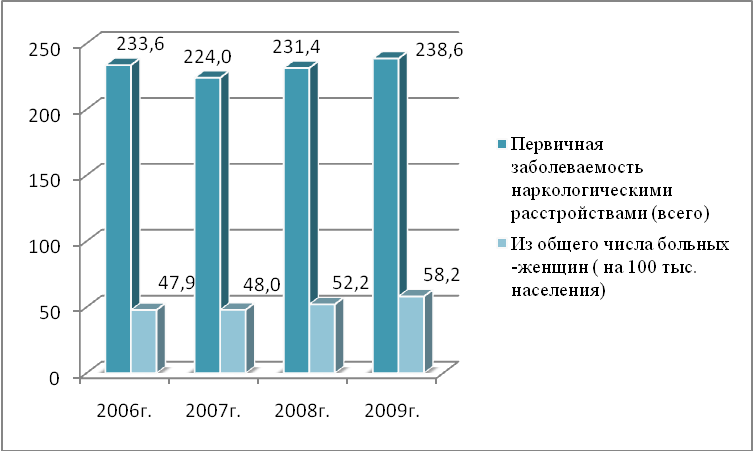 250
200
150
100
50
0
233,6
224,0
231,4
238,6
47,9
48,0
52,2
58,2
2006г.
2007г.
2008г.
2009г.
Первичная
заболеваемость
наркологическими
расстройствами (всего)
Из общего числа больных
-женщин ( на 100 тыс.
населения)